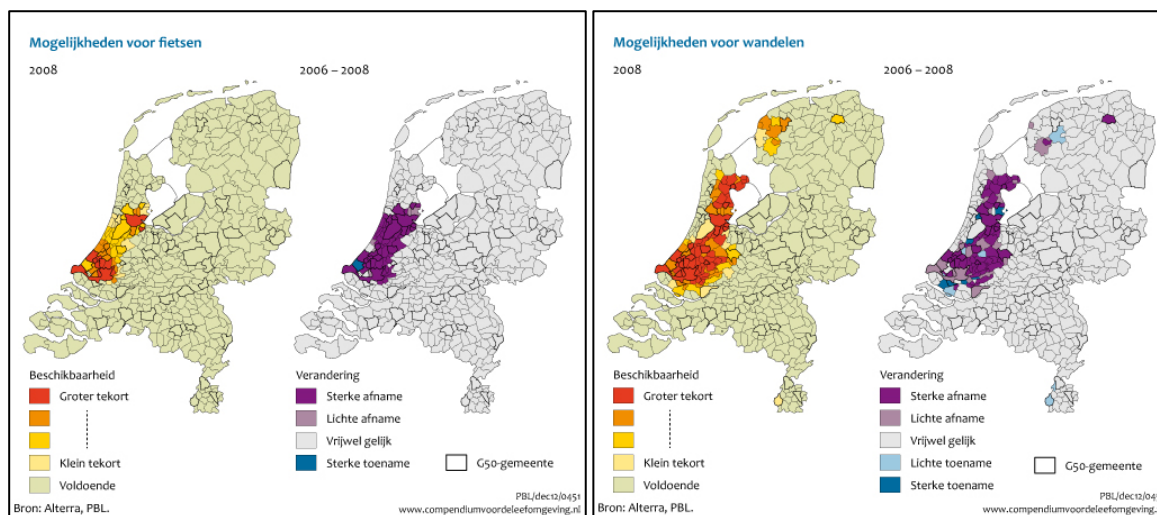 Mogelijkheden voor fietsen
2008
2006 – 2008
Beschikbaarheid
Groter tekort
Klein tekort
Voldoende
Verandering
Sterke afname
Lichte afname
Vrijwel gelijk
Sterke toename
G50-gemeente
PBL/dec12/0451
Bron: Alterra, PBL.
www.compendiumvoordeleefomgeving.nl
Mogelijkheden voor wandelen
2008
2006 – 2008
Beschikbaarheid
Groter tekort
Klein tekort
Voldoende
Verandering
Sterke afname
Lichte afname
Vrijwel gelijk
Lichte toename
Sterke toename
G50-gemeente
Bron: Alterra, PBL.
www.compendiumvoordeleefomgeving.nl